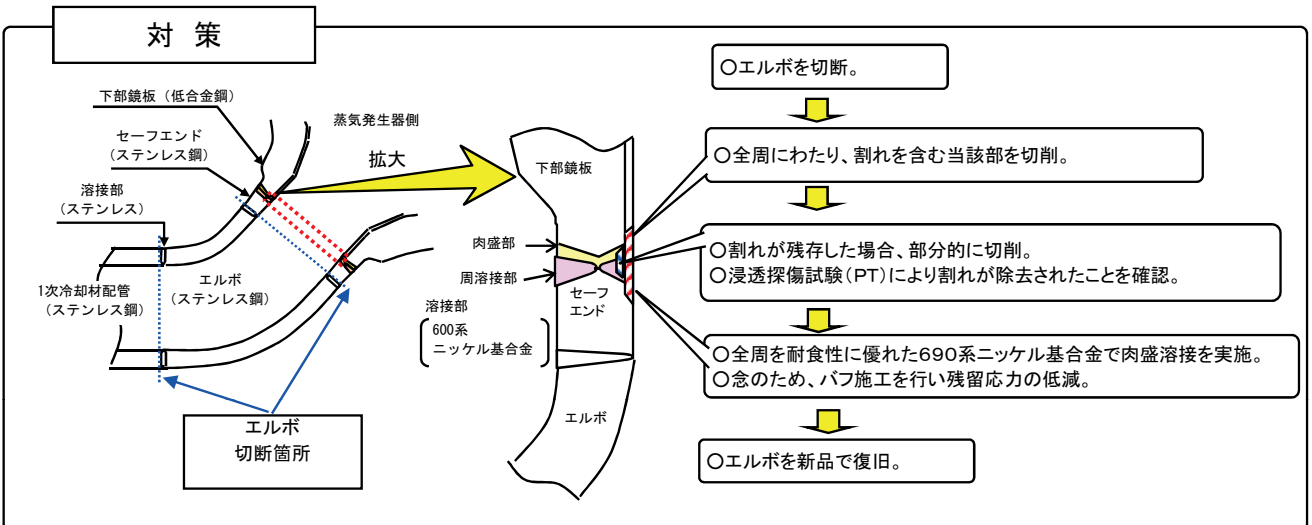 対 策
下部鏡板（低合金鋼）
セーフエンド
（ステンレス鋼）
溶接部
（ステンレス）
1次冷却材配管
（ステンレス鋼）
エルボ
（ステンレス鋼）
蒸気発生器側
拡大
エルボ
切断箇所
下部鏡板
肉盛部
周溶接部
溶接部
600系
ニッケル基合金
セーフ
エンド
エルボ
○エルボを切断。
○全周にわたり、割れを含む当該部を切削。
○割れが残存した場合、部分的に切削。
○浸透探傷試験（PT）により割れが除去されたことを確認。
○全周を耐食性に優れた690系ニッケル基合金で肉盛溶接を実施。
○念のため、バフ施工を行い残留応力の低減。
○エルボを新品で復旧。